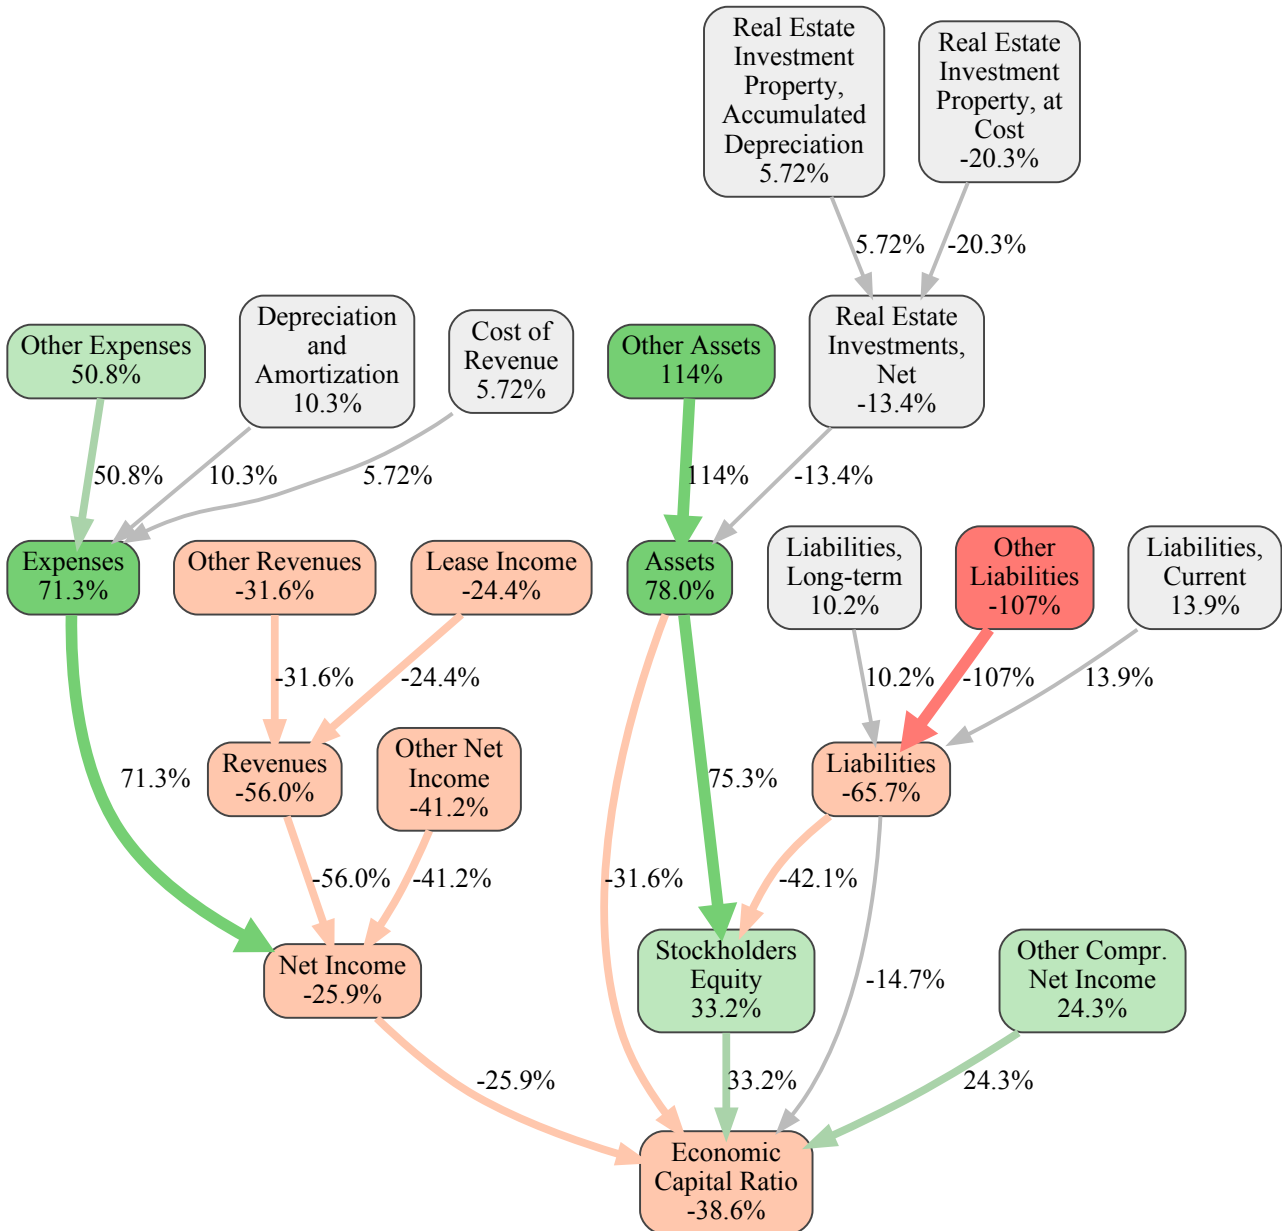 Real Estate
Investment
Property,
Accumulated
Depreciation
5.72%
Real Estate
Investment
Property, at
Cost
-20.3%
5.72%
-20.3%
Other Expenses
50.8%
Depreciation
and
Amortization
10.3%
Cost of
Revenue
5.72%
Other Assets
114%
Real Estate
Investments,
Net
-13.4%
50.8%
10.3%
5.72%
114%
-13.4%
Expenses
71.3%
Other Revenues
-31.6%
Lease Income
-24.4%
Assets
78.0%
Liabilities,
Long-term
10.2%
Other
Liabilities
-107%
Liabilities,
Current
13.9%
-31.6%
-24.4%
10.2%
-107%
13.9%
71.3%
Revenues
-56.0%
Other Net
Income
-41.2%
75.3%
Liabilities
-65.7%
-56.0%
-41.2%
-31.6%
-42.1%
-14.7%
Net Income
-25.9%
Stockholders
Equity
33.2%
Other Compr.
Net Income
24.3%
-25.9%
33.2%
24.3%
Economic
Capital Ratio
-38.6%